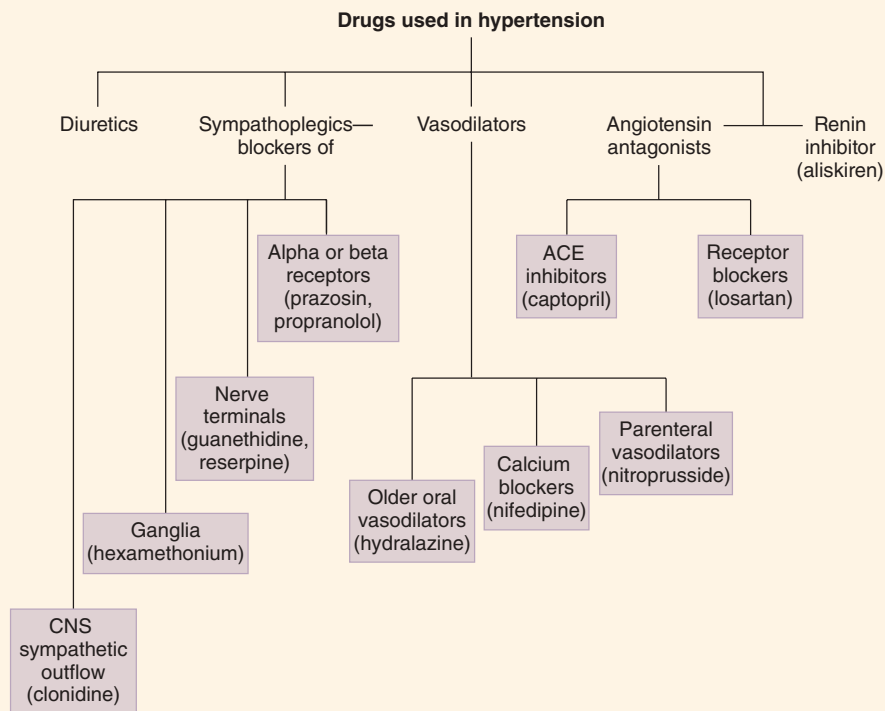 Drugs used in hypertension
Diuretics
Sympathoplegics—
blockers of
Vasodilators
Angiotensin
antagonists
Renin
inhibitor
(aliskiren)
Alpha or beta
receptors
(prazosin,
propranolol)
Nerve
terminals
(guanethidine,
reserpine)
Ganglia
(hexamethonium)
CNS
sympathetic
outflow
(clonidine)
Older oral
vasodilators
(hydralazine)
Calcium
blockers
(nifedipine)
Parenteral
vasodilators
(nitroprusside)
ACE
inhibitors
(captopril)
Receptor
blockers
(losartan)